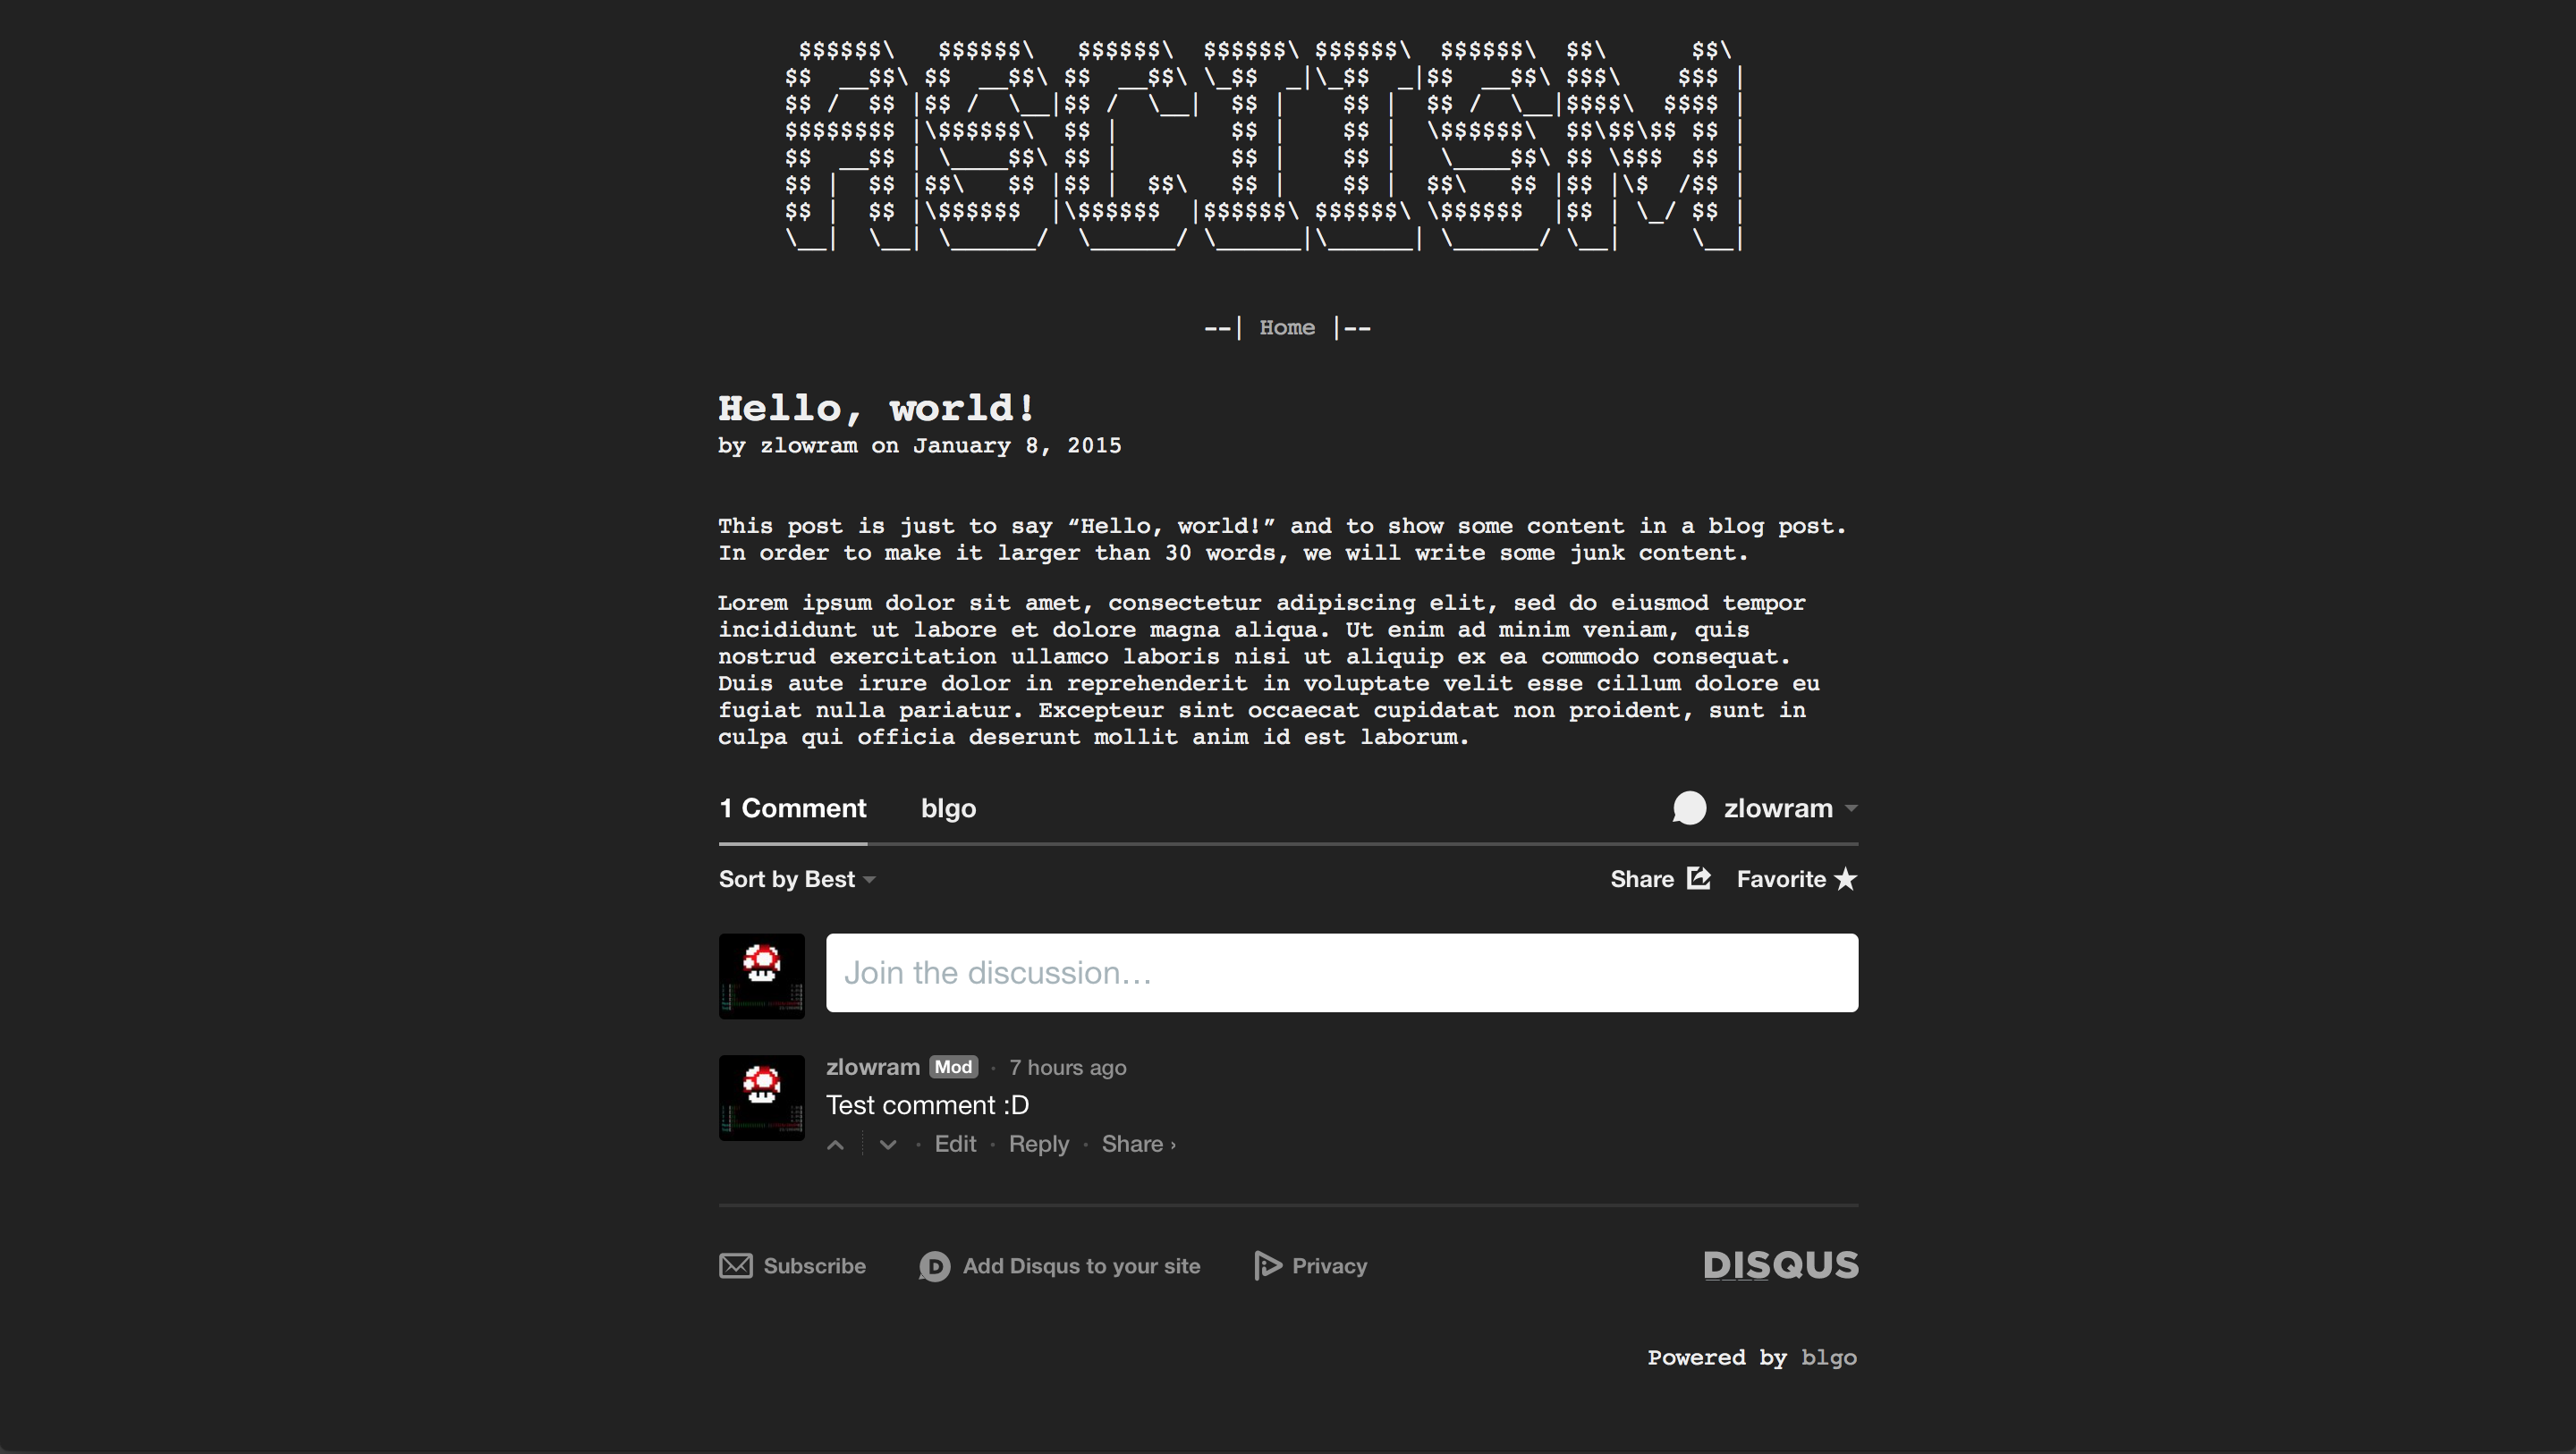 $$$$$$\   $$$$$$\   $$$$$$\  $$$$$$\ $$$$$$\  $$$$$$\  $$\      $$\
$$  __$$\ $$  __$$\ $$  __$$\ \_$$  _|\_$$  _|$$  __$$\ $$$\    $$$ |
$$ /  $$ |$$ /  \__|$$ /  \__|  $$ |    $$ |  $$ /  \__|$$$$\  $$$$ |
$$$$$$$$ |\$$$$$$\  $$ |        $$ |    $$ |  \$$$$$$\  $$\$$\$$ $$ |
$$  __$$ | \____$$\ $$ |        $$ |    $$ |   \____$$\ $$ \$$$  $$ |
$$ |  $$ |$$\   $$ |$$ |  $$\   $$ |    $$ |  $$\   $$ |$$ |\$  /$$ |
$$ |  $$ |\$$$$$$  |\$$$$$$  |$$$$$$\ $$$$$$\ \$$$$$$  |$$ | \_/ $$ |
\__|  \__| \______/  \______/ \______|\______| \______/ \__|     \__|
--| Home |--
Hello, world!
by zlowram on January 8, 2015
This post is just to say “Hello, world!” and to show some content in a blog post.
In order to make it larger than 30 words, we will write some junk content.
Lorem ipsum dolor sit amet, consectetur adipiscing elit, sed do eiusmod tempor
incididunt ut labore et dolore magna aliqua. Ut enim ad minim veniam, quis
nostrud exercitation ullamco laboris nisi ut aliquip ex ea commodo consequat.
Duis aute irure dolor in reprehenderit in voluptate velit esse cillum dolore eu
fugiat nulla pariatur. Excepteur sint occaecat cupidatat non proident, sunt in
culpa qui officia deserunt mollit anim id est laborum.
1 Comment blgo zlowram
Sort by Best Share Favorite
Join the discussion…
zlowram Mod · 7 hours ago
Test comment :D
· Edit · Reply · Share ›
Subscribe Add Disqus to your site Privacy DISQUS
Powered by blgo